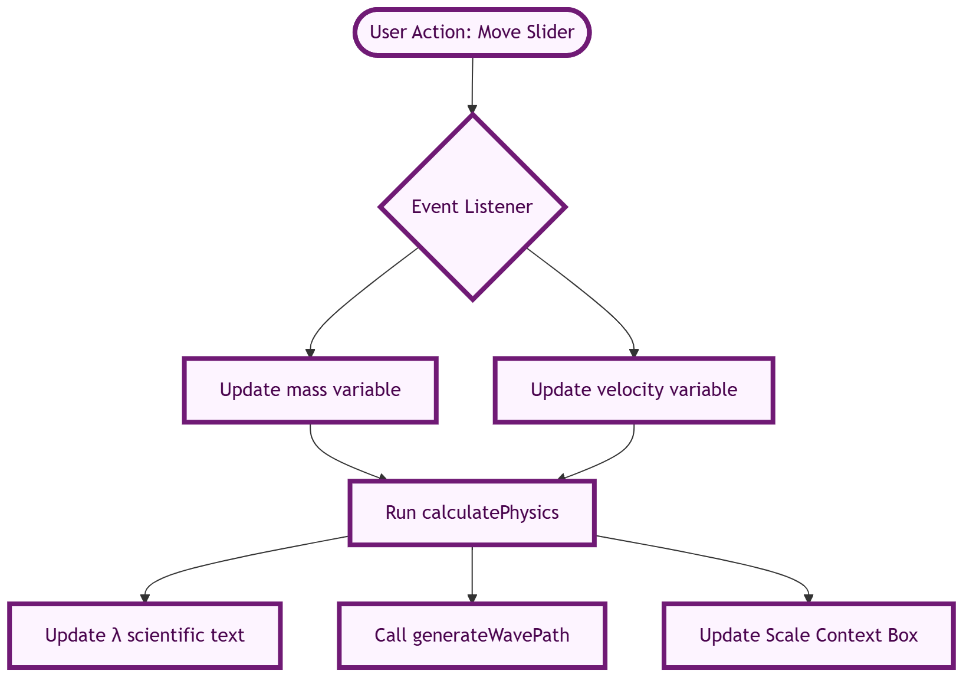 User Action: Move Slider
Event Listener
Update mass variable
Update velocity variable
Run calculatePhysics
Update λ scientific text
Call generateWavePath
Update Scale Context Box